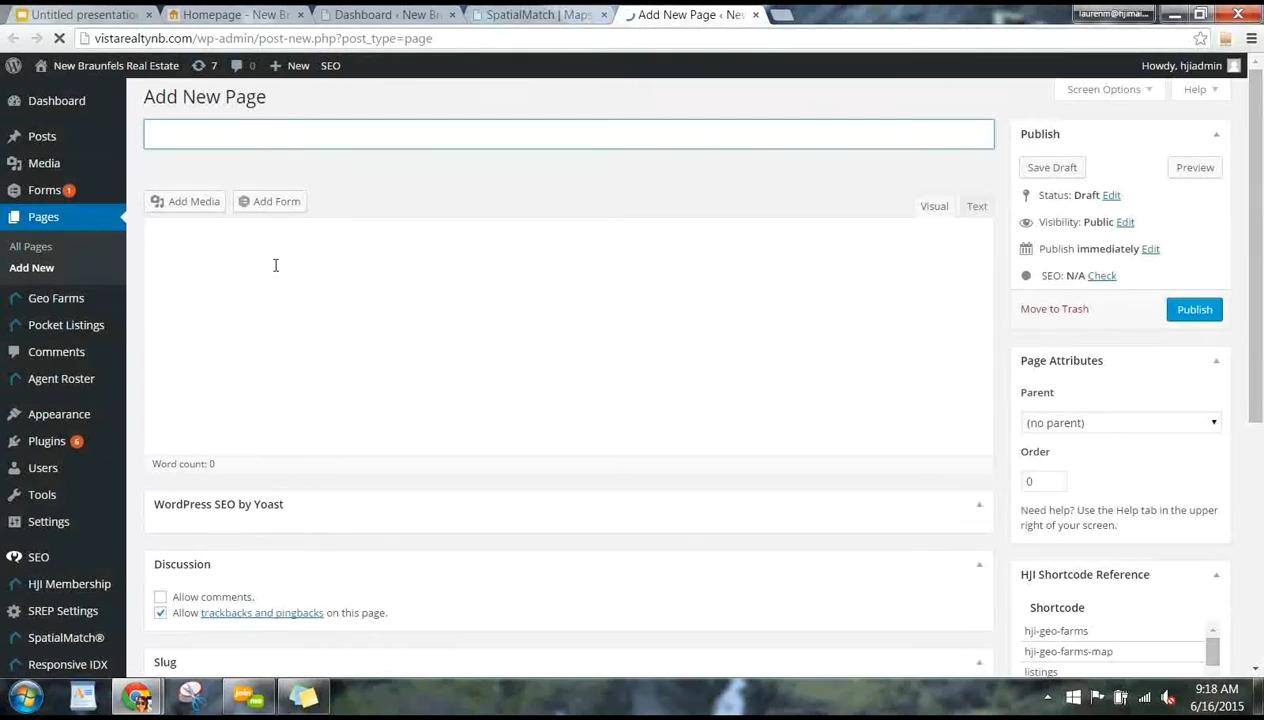 Untitled presentatio
Homepage - New B
Dashboard ‹ New Br
SpatialMatch | Maps
Add New Page ‹ Nev
laurenm@hjimai...
vistarealtynb.com/wp-admin/post-new.php?post_type=page
New Braunfels Real Estate
7
0
New
SEO
Howdy, hjiadmin
Dashboard
Posts
Media
Forms 1
Pages
All Pages
Add New
Geo Farms
Pocket Listings
Comments
Agent Roster
Appearance
Plugins 6
Users
Tools
Settings
SEO
HJI Membership
SREP Settings
SpatialMatch®
Responsive IDX
Add New Page
Screen Options
Help
Add Media
Add Form
Visual
Text
Word count: 0
WordPress SEO by Yoast
Discussion
Allow comments.
Allow trackbacks and pingbacks on this page.
Slug
Publish
Save Draft
Preview
Status: Draft Edit
Visibility: Public Edit
Publish immediately Edit
SEO: N/A Check
Move to Trash
Publish
Page Attributes
Parent
(no parent)
Order
0
Need help? Use the Help tab in the upper
right of your screen.
HJI Shortcode Reference
Shortcode
hji-geo-farms
hji-geo-farms-map
listings
9:18 AM
6/16/2015